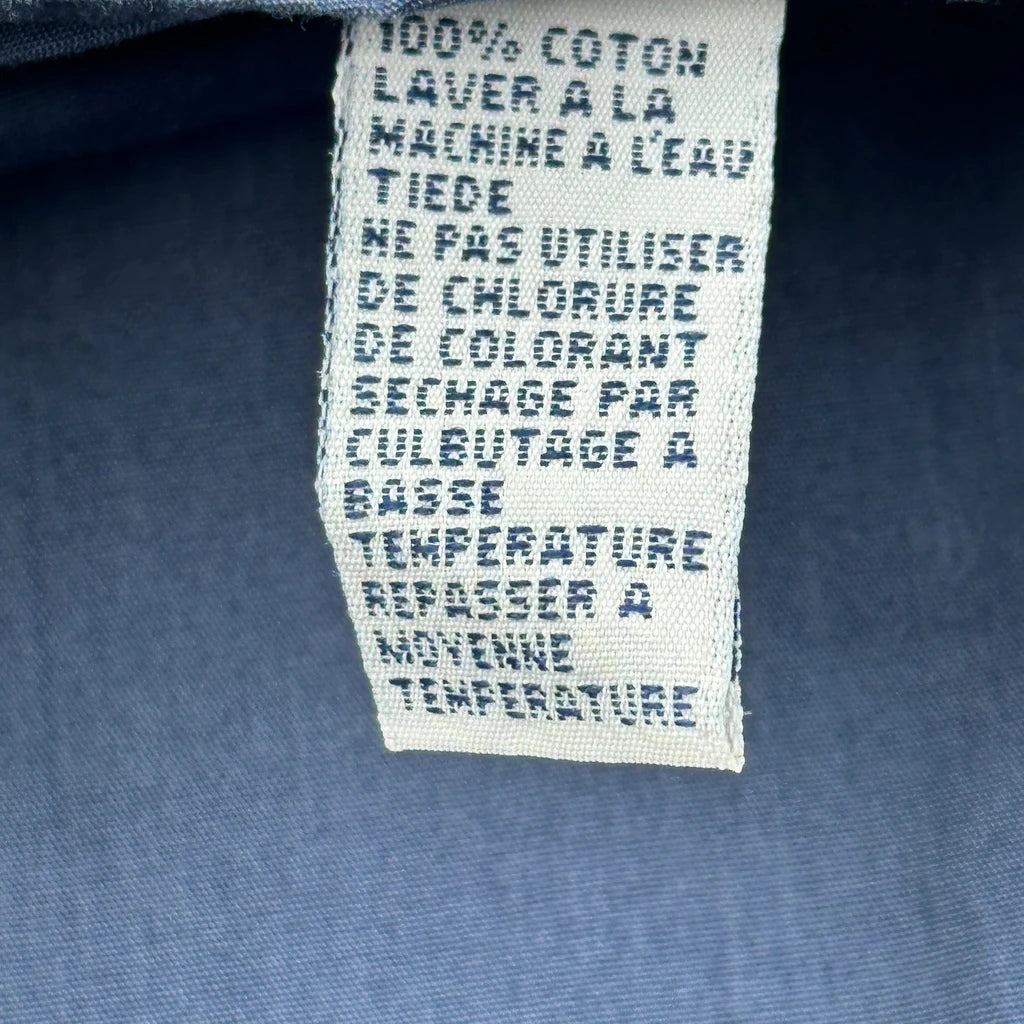 100% COTON
LAVER A LA
MACHINE A L'EAU
TIEDE
NE PAS UTILISER
DE CHLORURE
DE COLORANT
SECHAGE PAR
CULBUTAGE A
BASSE
TEMPERATURE
REPASSER A
MOYENNE
TEMPERATURE